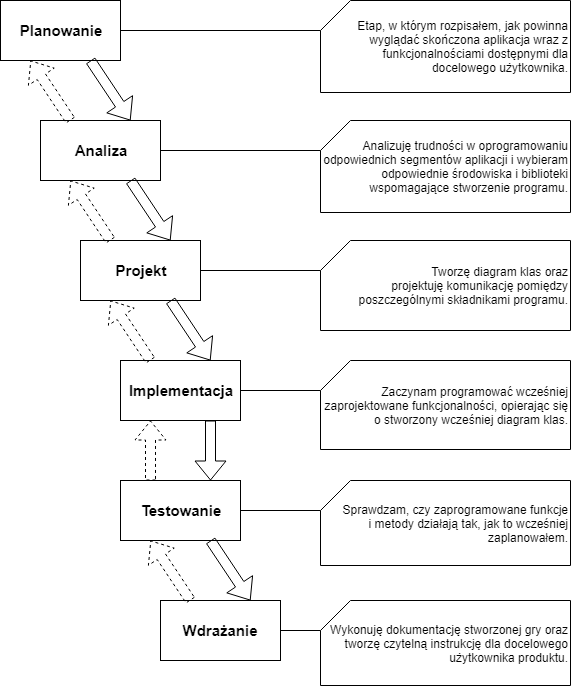 Planowanie
Etap, w którym rozpisałem, jak powinna
wyglądać skończona aplikacja wraz z
funkcjonalnościami dostępnymi dla
docelowego użytkownika.
Analiza
Analizuję trudności w oprogramowaniu
odpowiednich segmentów aplikacji i wybieram
odpowiednie środowiska i biblioteki
wspomagające stworzenie programu.
Projekt
Tworzę diagram klas oraz
projektuję komunikację pomiędzy
poszczególnymi składnikami programu.
Implementacja
Zaczynam programować wcześniej
zaprojektowane funkcjonalności, opierając się
o stworzony wcześniej diagram klas.
Testowanie
Sprawdzam, czy zaprogramowane funkcje
i metody działają tak, jak to wcześniej
zaplanowałem.
Wdrażanie
Wykonuję dokumentację stworzonej gry oraz
tworzę czytelną instrukcję dla docelowego
użytkownika produktu.